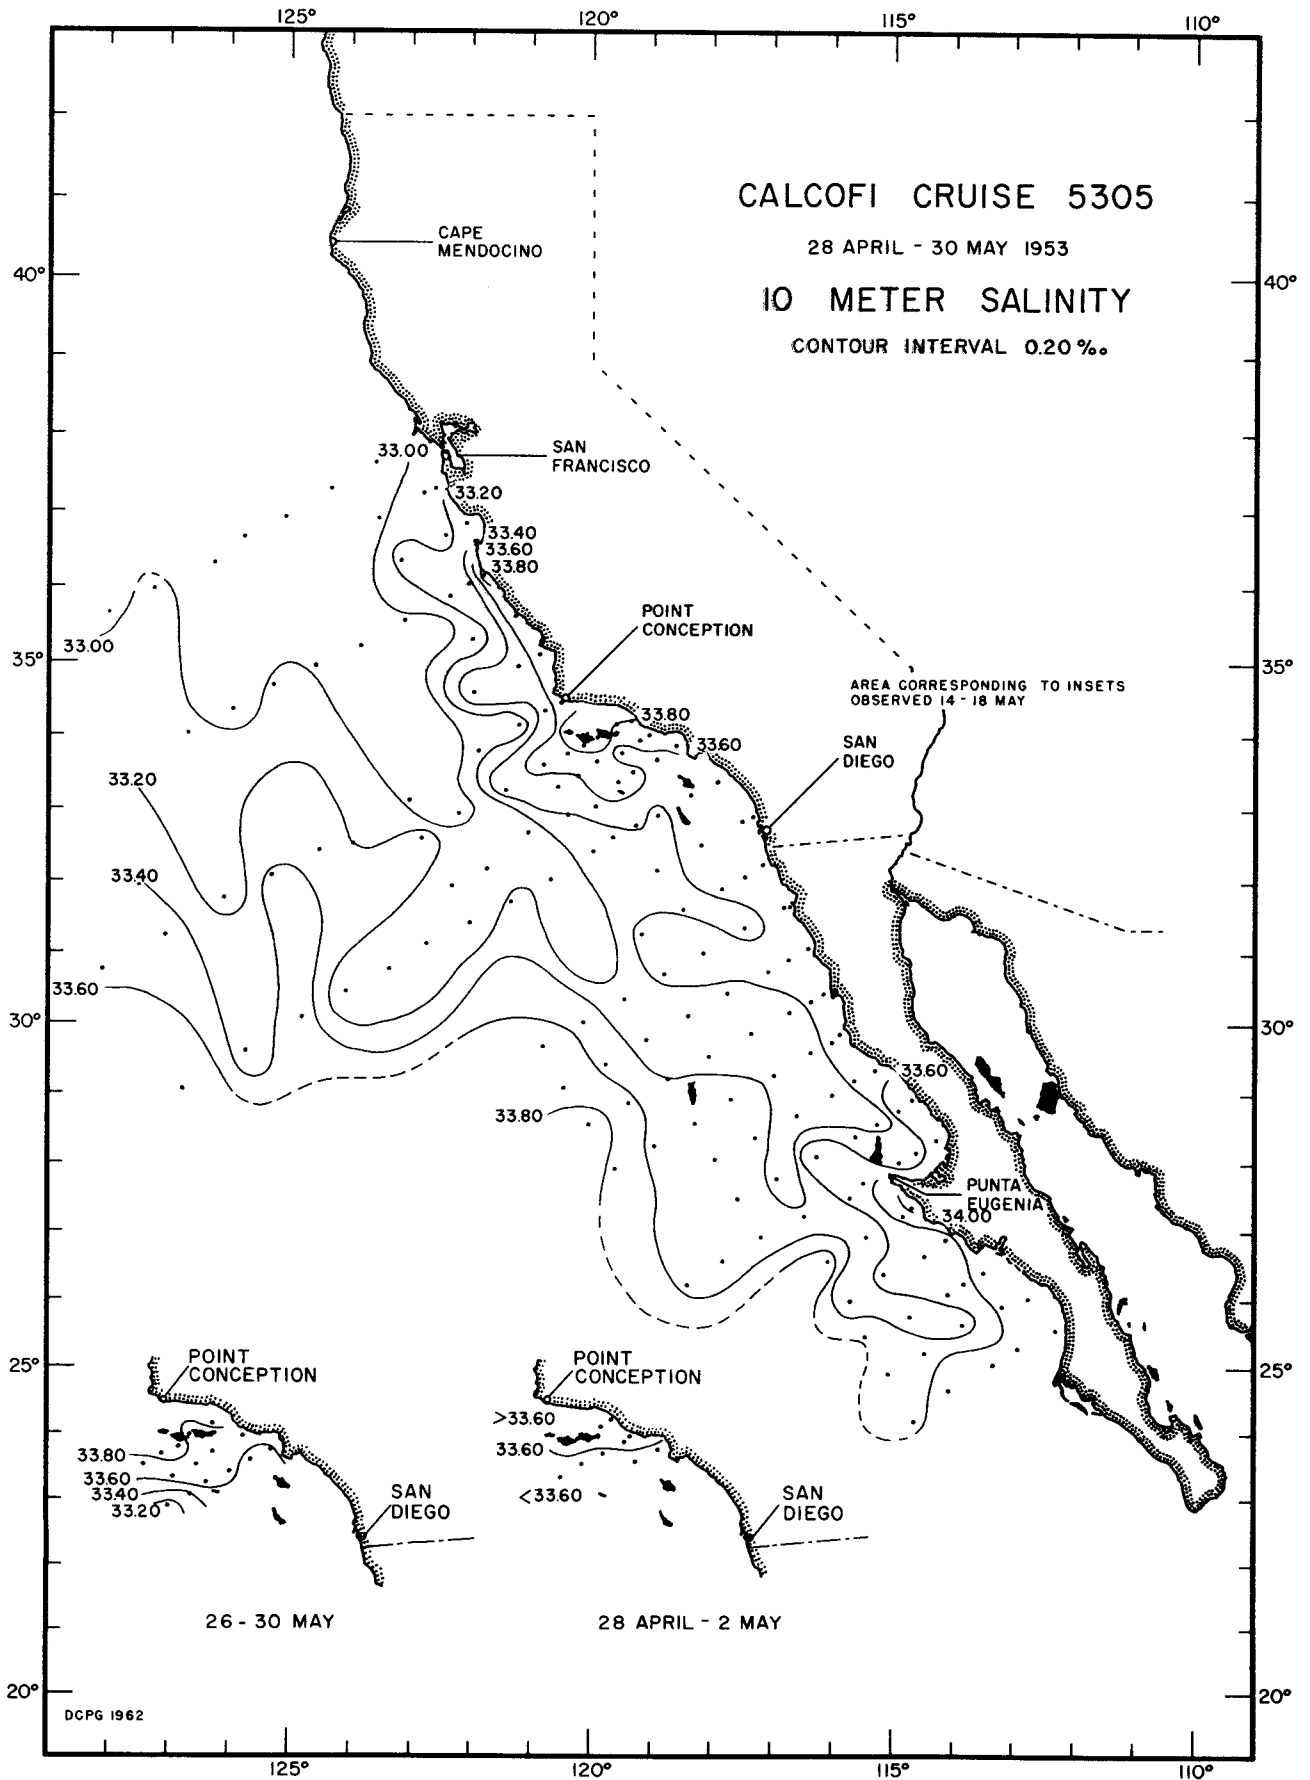 125°
120°
115°
110°
CALCOFI CRUISE 5305
28 APRIL - 30 MAY 1953
10 METER SALINITY
CONTOUR INTERVAL 0.20 ‰
CAPE
MENDOCINO
40°
40°
33.00
SAN
FRANCISCO
33.20
33.40
33.60
33.80
POINT
CONCEPTION
33.00
35°
35°
AREA CORRESPONDING TO INSETS
OBSERVED 14 - 18 MAY
33.80
33.60
SAN
DIEGO
33.20
33.40
33.60
30°
30°
33.60
33.80
PUNTA
EUGENIA
34.00
25°
25°
POINT
CONCEPTION
33.80
33.60
33.40
33.20
SAN
DIEGO
26 - 30 MAY
POINT
CONCEPTION
>33.60
33.60
<33.60
SAN
DIEGO
28 APRIL - 2 MAY
20°
20°
DCPG 1962
125°
120°
115°
110°